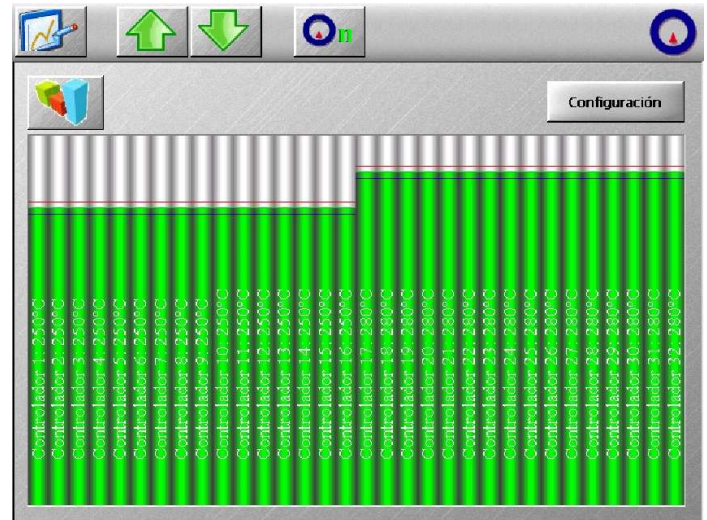 n
Configuración
Controlador 1: 250ºC
Controlador 2: 250ºC
Controlador 3: 250ºC
Controlador 4: 250ºC
Controlador 5: 250ºC
Controlador 6: 250ºC
Controlador 7: 250ºC
Controlador 8: 250ºC
Controlador 9: 250ºC
Controlador 10: 250ºC
Controlador 11: 250ºC
Controlador 12: 250ºC
Controlador 13: 250ºC
Controlador 14: 250ºC
Controlador 15: 250ºC
Controlador 16: 250ºC
Controlador 17: 280ºC
Controlador 18: 280ºC
Controlador 19: 280ºC
Controlador 20: 280ºC
Controlador 21: 280ºC
Controlador 22: 280ºC
Controlador 23: 280ºC
Controlador 24: 280ºC
Controlador 25: 280ºC
Controlador 26: 280ºC
Controlador 27: 280ºC
Controlador 28: 280ºC
Controlador 29: 280ºC
Controlador 30: 280ºC
Controlador 31: 280ºC
Controlador 32: 280ºC